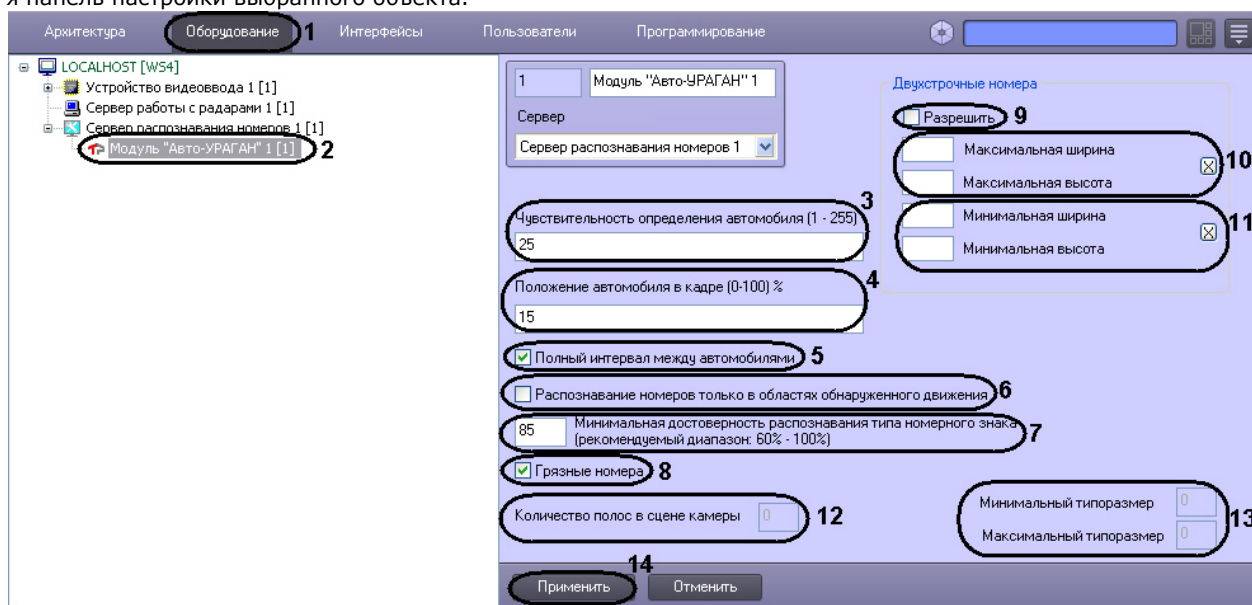 я панель настройки выбранного объекта.
Архитектура Оборудование 1 Интерфейсы Пользователи Программирование
LOCALHOST [WS4]
Устройство видеоввода 1 [1]
Сервер работы с радарами 1 [1]
Сервер распознавания номеров 1 [1]
Модуль "Авто-УРАГАН" 1 [1] 2
1 Модуль "Авто-УРАГАН" 1
Сервер
Сервер распознавания номеров 1
Чувствительность определения автомобиля (1 - 255) 3
25
Положение автомобиля в кадре (0-100) % 4
15
Полный интервал между автомобилями 5
Распознавание номеров только в областях обнаруженного движения 6
85 Минимальная достоверность распознавания типа номерного знака
(рекомендуемый диапазон: 60% - 100%) 7
Грязные номера 8
Количество полос в сцене камеры 0 12
Двухстрочные номера
Разрешить 9
Максимальная ширина
Максимальная высота 10
Минимальная ширина
Минимальная высота 11
Минимальный типоразмер 0
Максимальный типоразмер 0 13
14
Применить Отменить